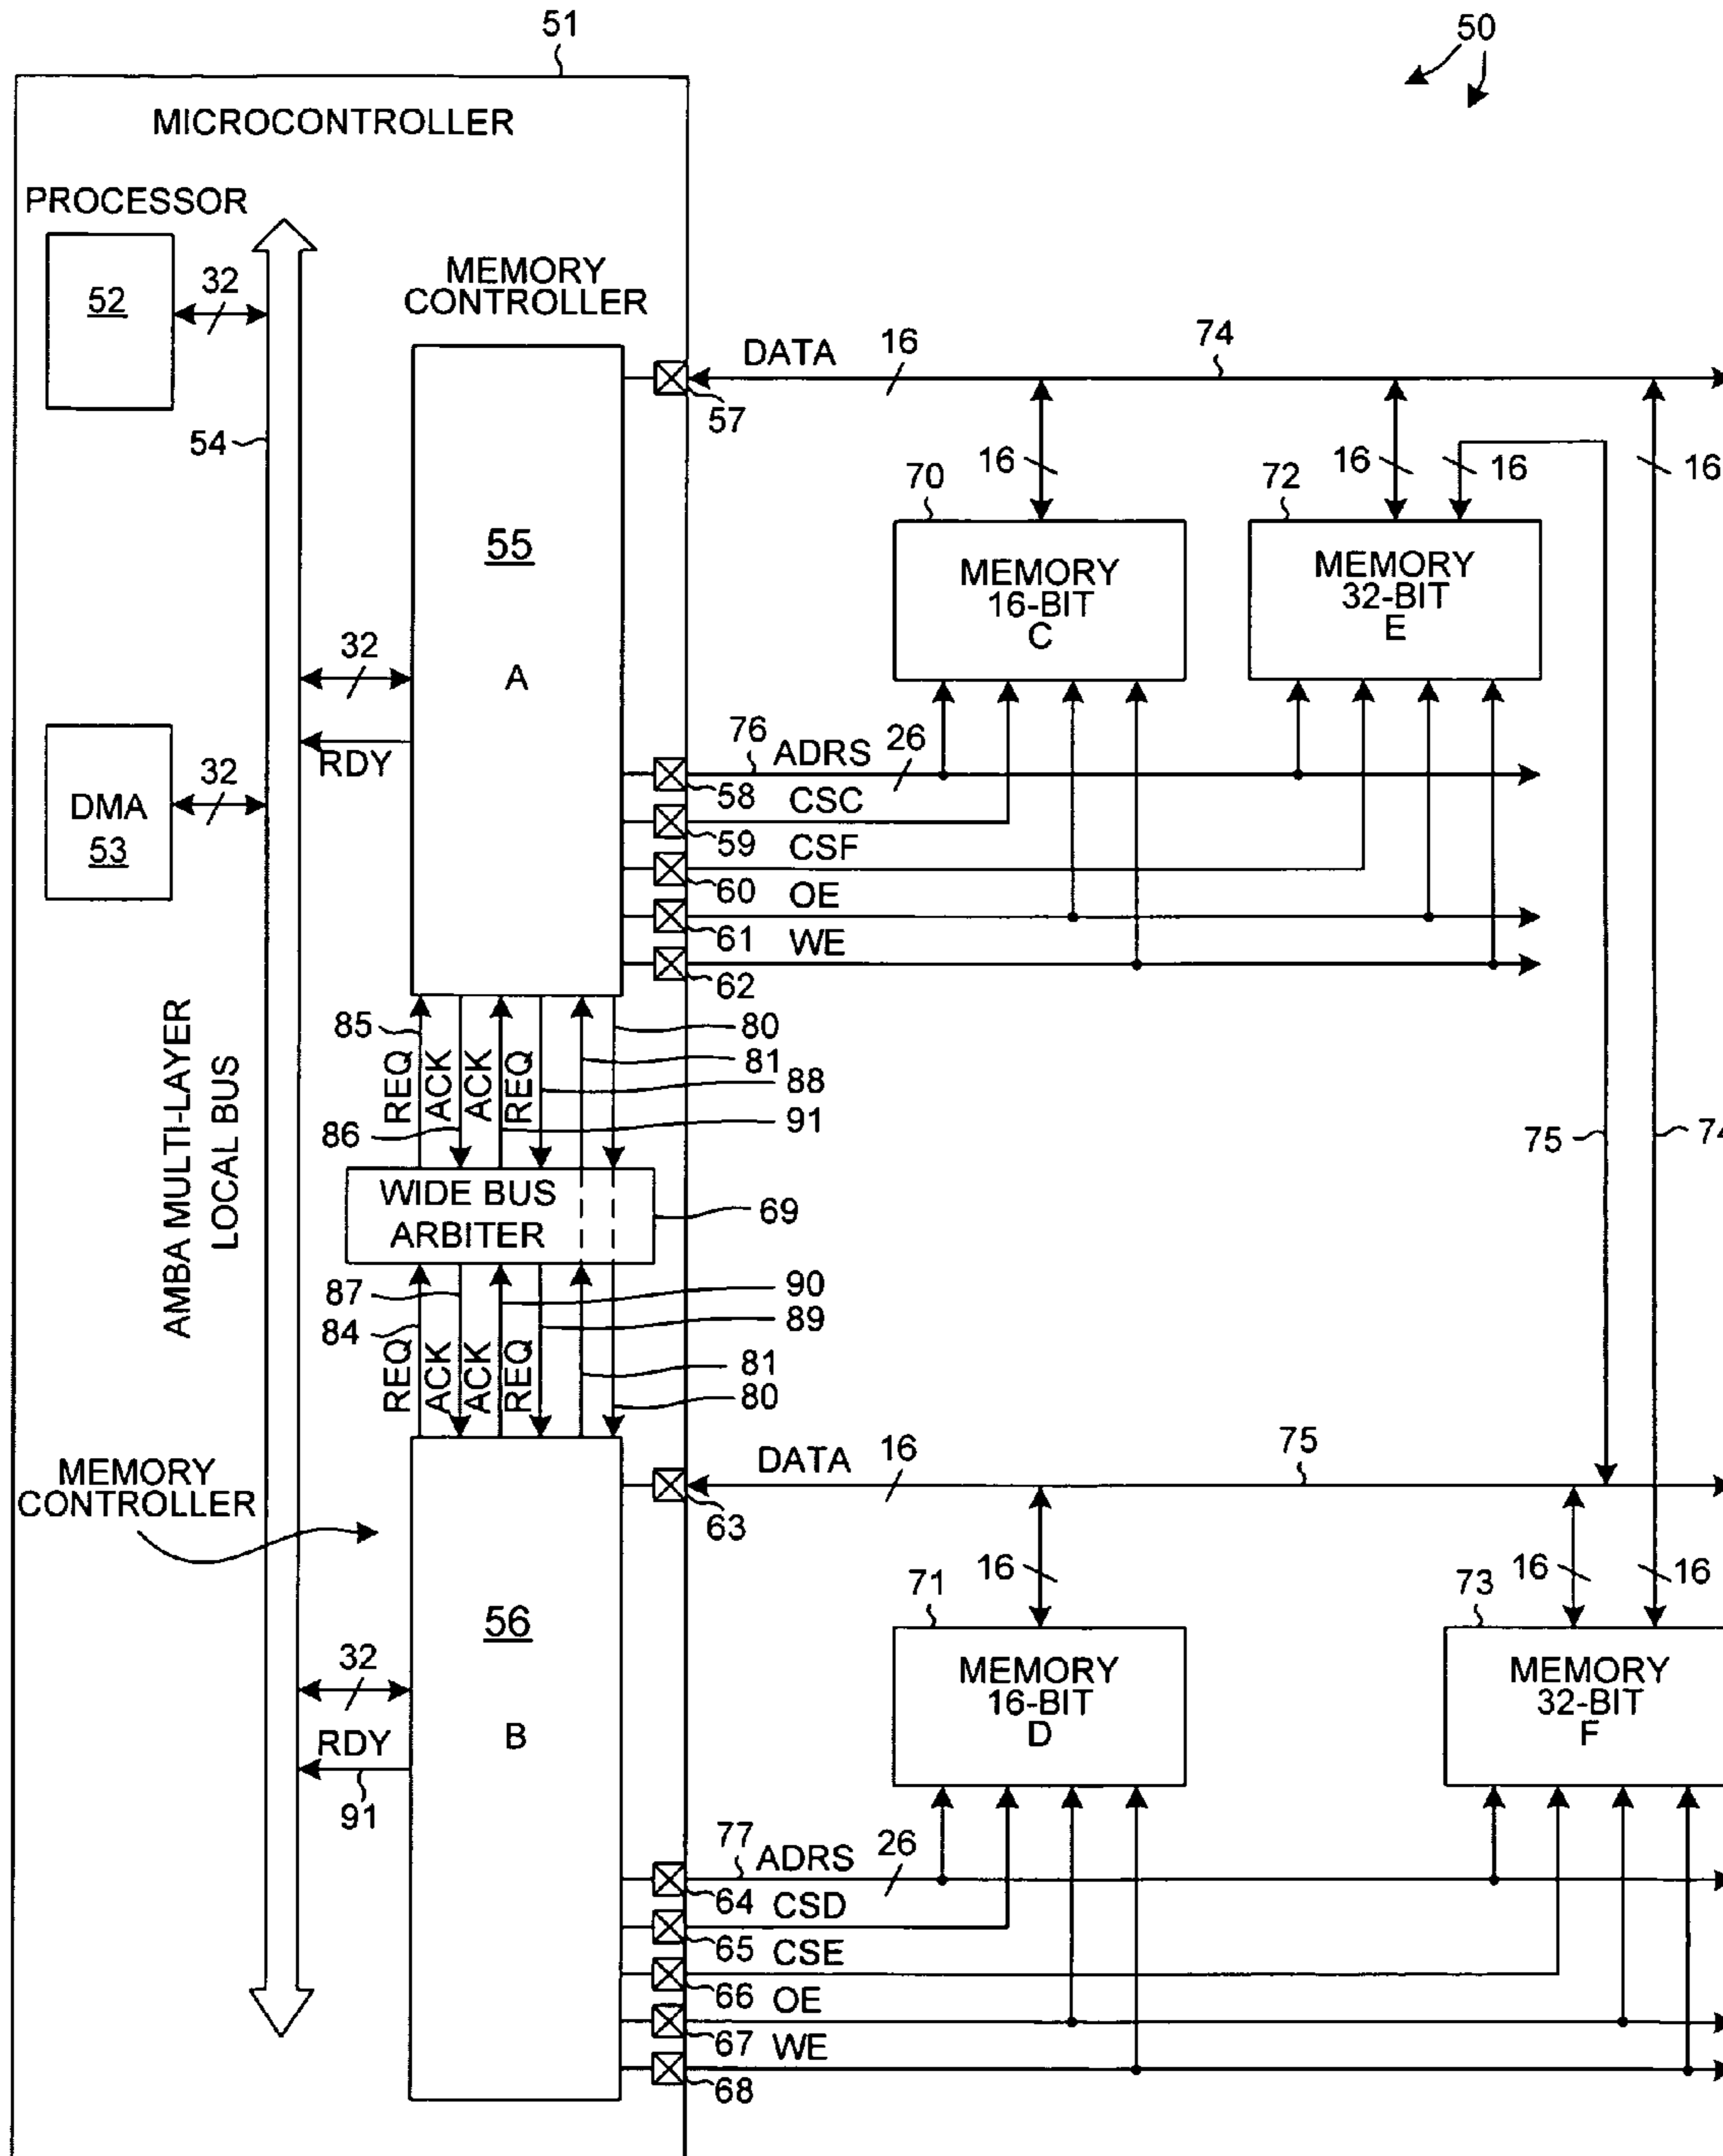 51
50
MICROCONTROLLER
PROCESSOR
52
32
MEMORY
CONTROLLER
54
55
A
32
RDY
DMA
53
32
DATA
16
74
57
16
16
16
16
70
72
MEMORY
16-BIT
C
MEMORY
32-BIT
E
76
ADRS
26
58
CSC
59
CSF
60
OE
61
WE
62
85
REQ
ACK
ACK
REQ
80
81
88
86
91
75
74
WIDE BUS
ARBITER
69
AMBA MULTI-LAYER
LOCAL BUS
87
84
REQ
ACK
ACK
REQ
90
89
81
80
MEMORY
CONTROLLER
DATA
16
75
63
56
B
32
RDY
91
16
16
16
71
73
MEMORY
16-BIT
D
MEMORY
32-BIT
F
77
ADRS
26
64
CSD
65
CSE
66
OE
67
WE
68